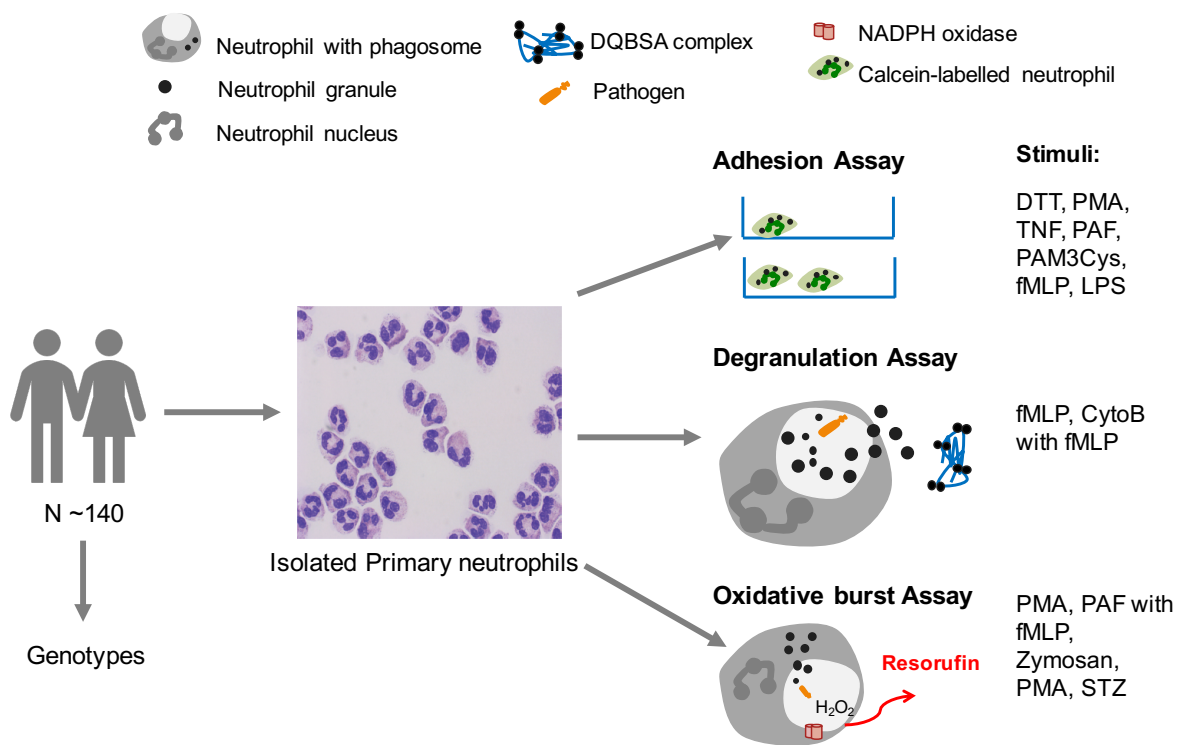 Neutrophil with phagosome
Neutrophil granule
Neutrophil nucleus
DQBSA complex
Pathogen
NADPH oxidase
Calcein-labelled neutrophil
Adhesion Assay
Stimuli:
DTT, PMA,
TNF, PAF,
PAM3Cys,
fMLP, LPS
N ~140
Genotypes
Isolated Primary neutrophils
Degranulation Assay
fMLP, CytoB
with fMLP
Oxidative burst Assay
Resorufin
H₂O₂
PMA, PAF with
fMLP,
Zymosan,
PMA, STZ